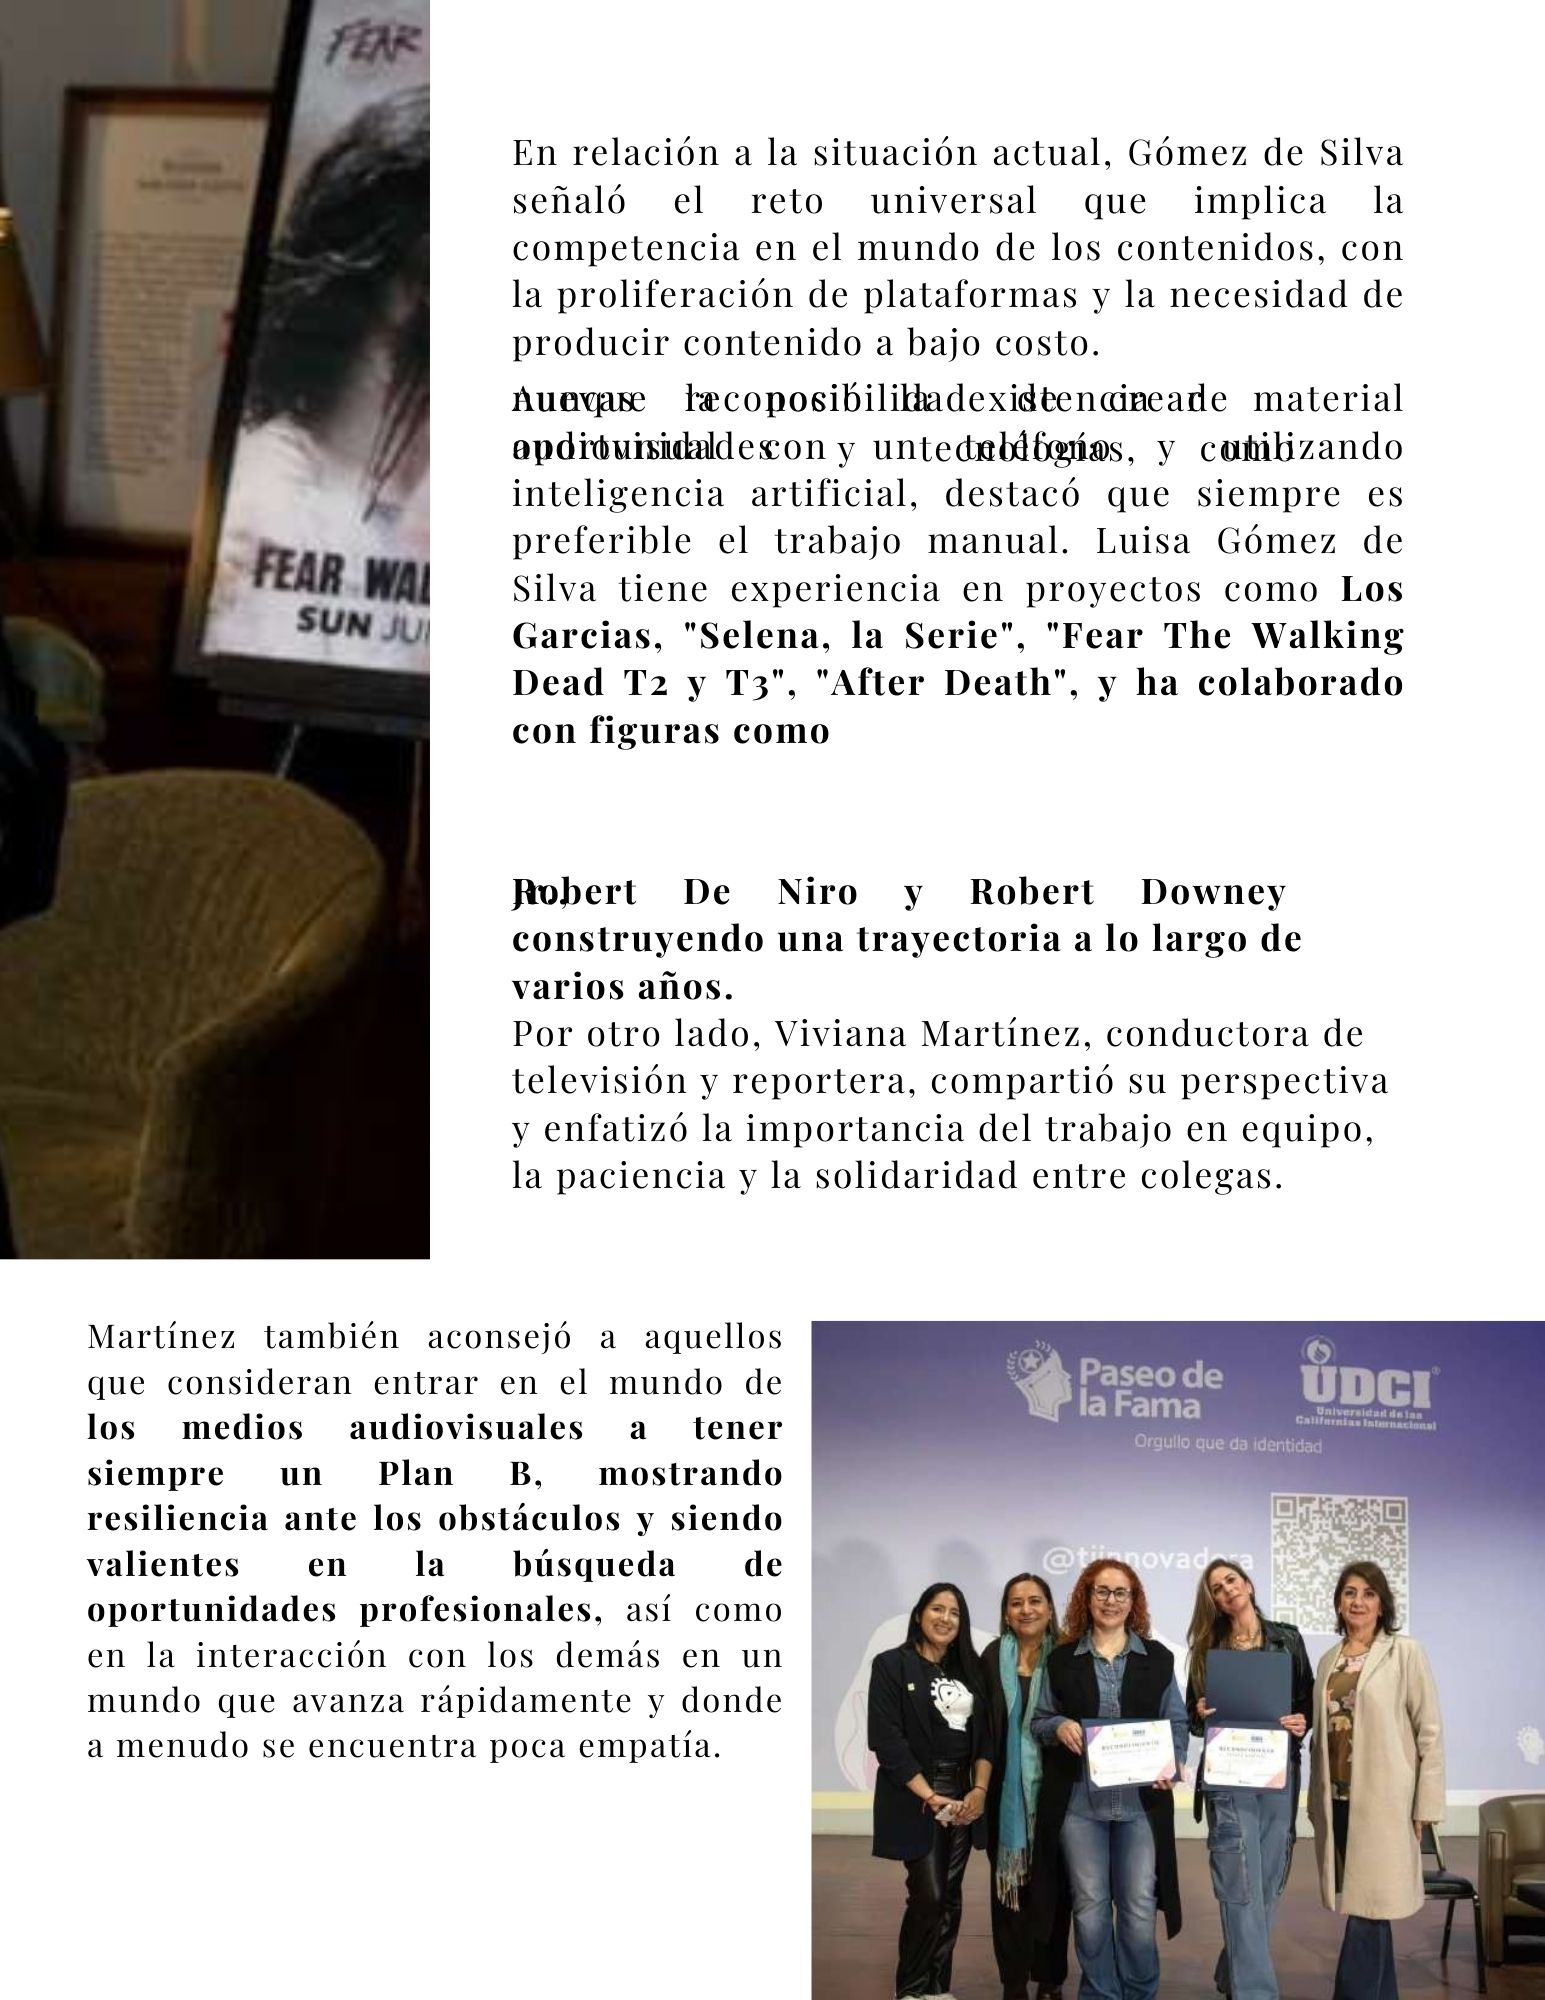 FEAR
FEAR WAL
SUN JU
En relación a la situación actual, Gómez de Silva
señaló el reto universal que implica la
competencia en el mundo de los contenidos, con
la proliferación de plataformas y la necesidad de
producir contenido a bajo costo.
Aunque reconoció la existencia de
nuevas la posibilidad de crear material
oportunidades y tecnologías, como
audiovisual con un teléfono y utilizando
inteligencia artificial, destacó que siempre es
preferible el trabajo manual. Luisa Gómez de
Silva tiene experiencia en proyectos como Los
Garcias, "Selena, la Serie", "Fear The Walking
Dead T2 y T3", "After Death", y ha colaborado
con figuras como
Robert De Niro y Robert Downey
Jr.,
construyendo una trayectoria a lo largo de
varios años.
Por otro lado, Viviana Martínez, conductora de
televisión y reportera, compartió su perspectiva
y enfatizó la importancia del trabajo en equipo,
la paciencia y la solidaridad entre colegas.
Martínez también aconsejó a aquellos
que consideran entrar en el mundo de
los medios audiovisuales a tener
siempre un Plan B, mostrando
resiliencia ante los obstáculos y siendo
valientes en la búsqueda de
oportunidades profesionales, así como
en la interacción con los demás en un
mundo que avanza rápidamente y donde
a menudo se encuentra poca empatía.
Paseo de
la Fama
UDCI
Universidad de las
Californias Internacional
Orgullo que da identidad
@tijnnovadora
RECONOCIMIENTO
RECONOCIMIENTO